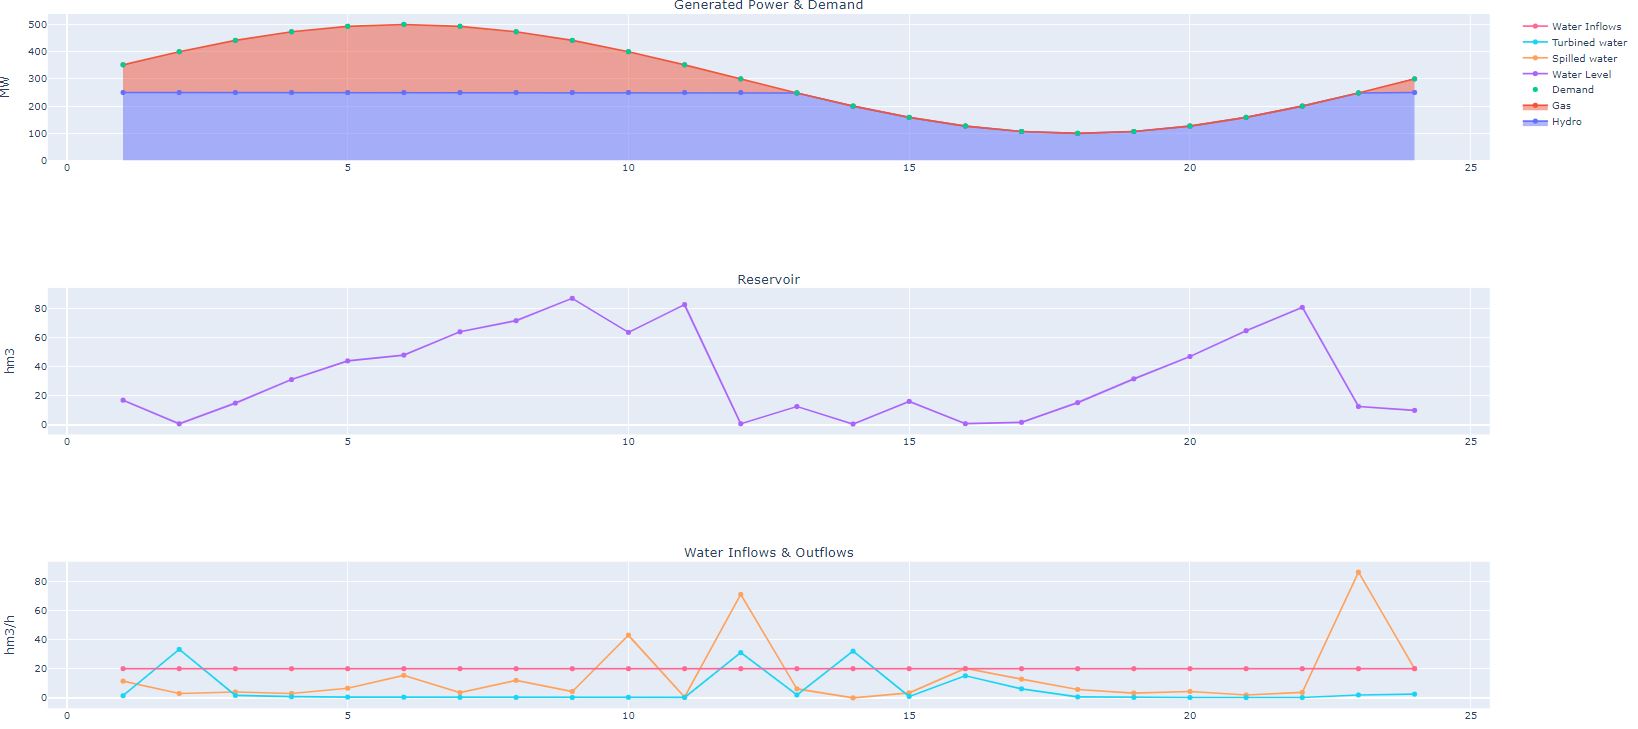 Generated Power & Demand
MW
500
400
300
200
100
0
0 5 10 15 20 25
Water Inflows
Turbined water
Spilled water
Water Level
Demand
Gas
Hydro
Reservoir
hm3
80
60
40
20
0
0 5 10 15 20 25
Water Inflows & Outflows
hm3/h
80
60
40
20
0
0 5 10 15 20 25